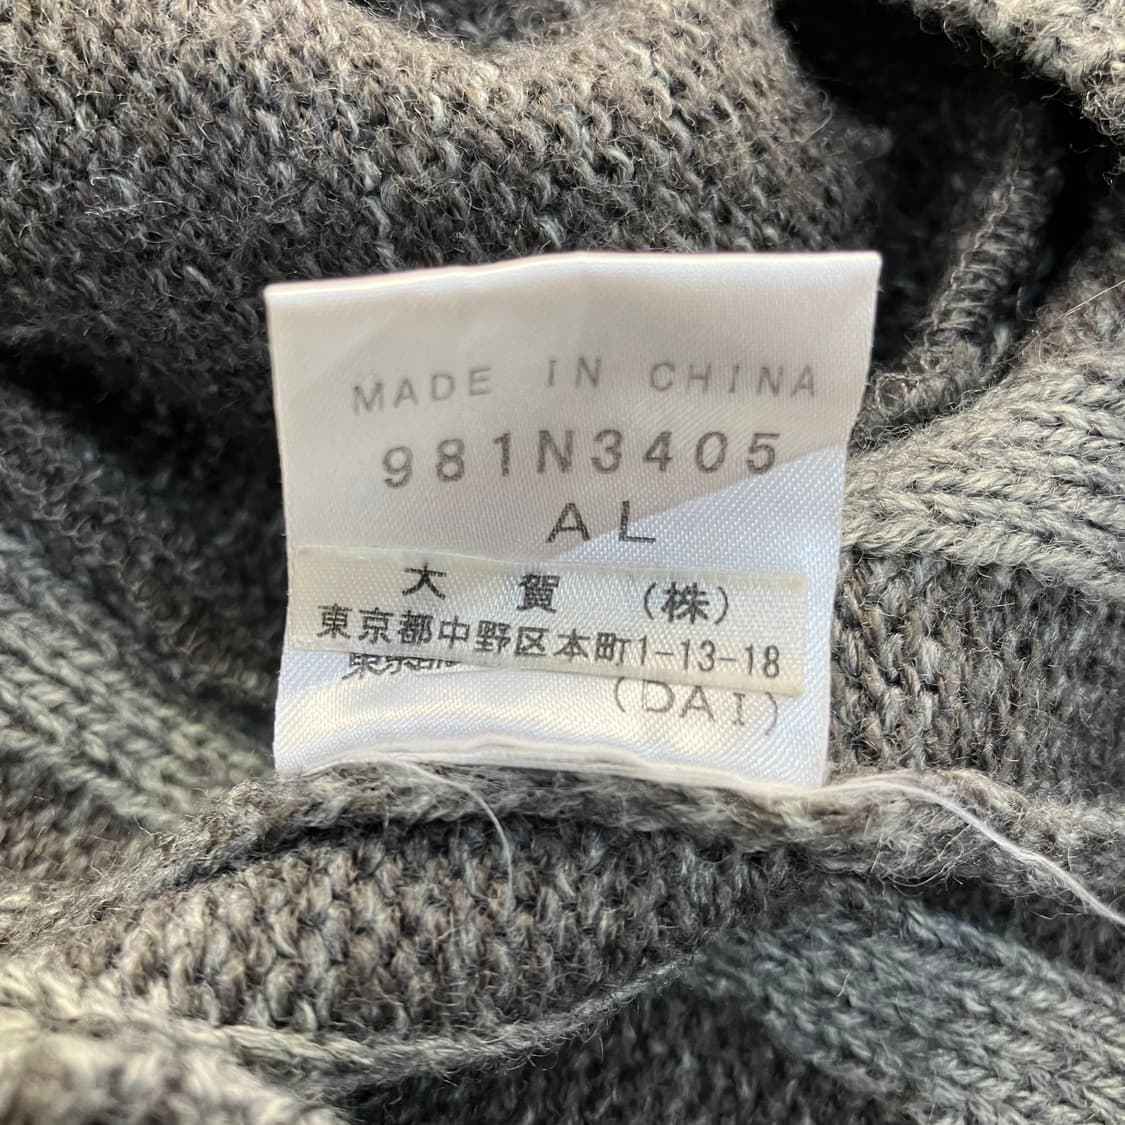 MADE IN CHINA
981N3405
AL
大賀 (株)
東京都中野区本町1-13-18
(DAI)